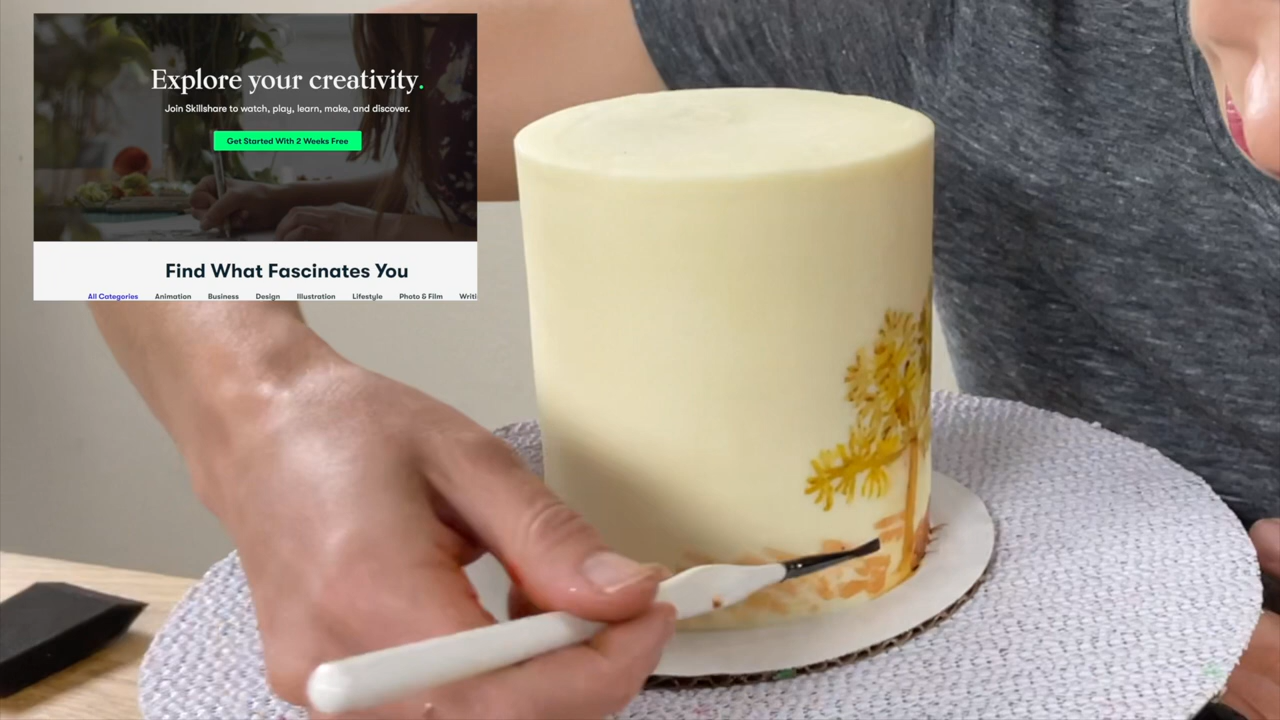 Explore your creativity.
Join Skillshare to watch, play, learn, make, and discover.
Get Started With 2 Weeks Free
Find What Fascinates You
All Categories Animation Business Design Illustration Lifestyle Photo & Film Writi